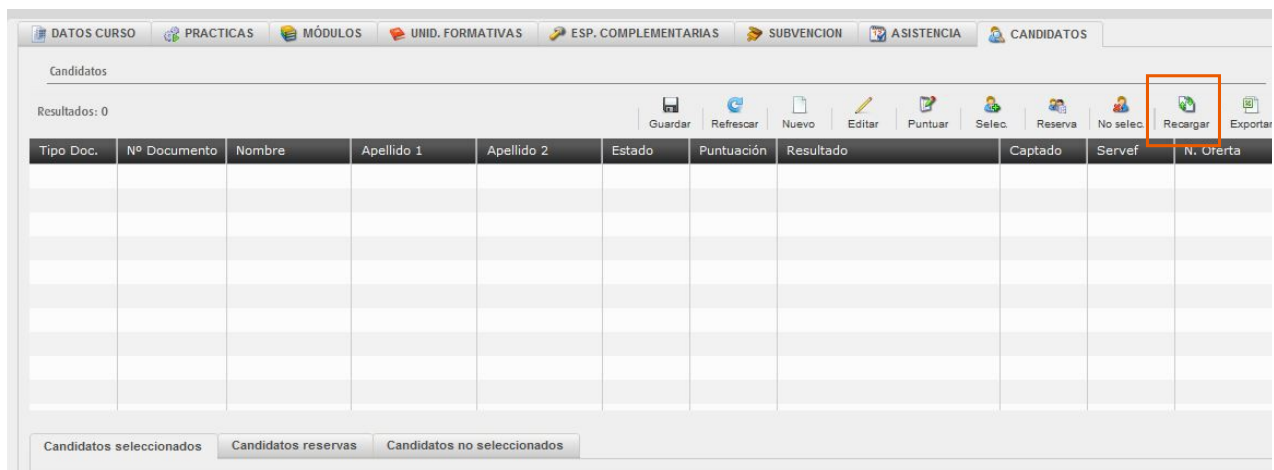 DATOS CURSO PRACTICAS MÓDULOS UNID. FORMATIVAS ESP. COMPLEMENTARIAS SUBVENCION ASISTENCIA CANDIDATOS
Candidatos
Resultados: 0
Guardar Refrescar Nuevo Editar Puntuar Selec. Reserva No selec. Recargar Exportar
Tipo Doc. Nº Documento Nombre Apellido 1 Apellido 2 Estado Puntuación Resultado Captado Servef N. Oferta
Candidatos seleccionados Candidatos reservas Candidatos no seleccionados